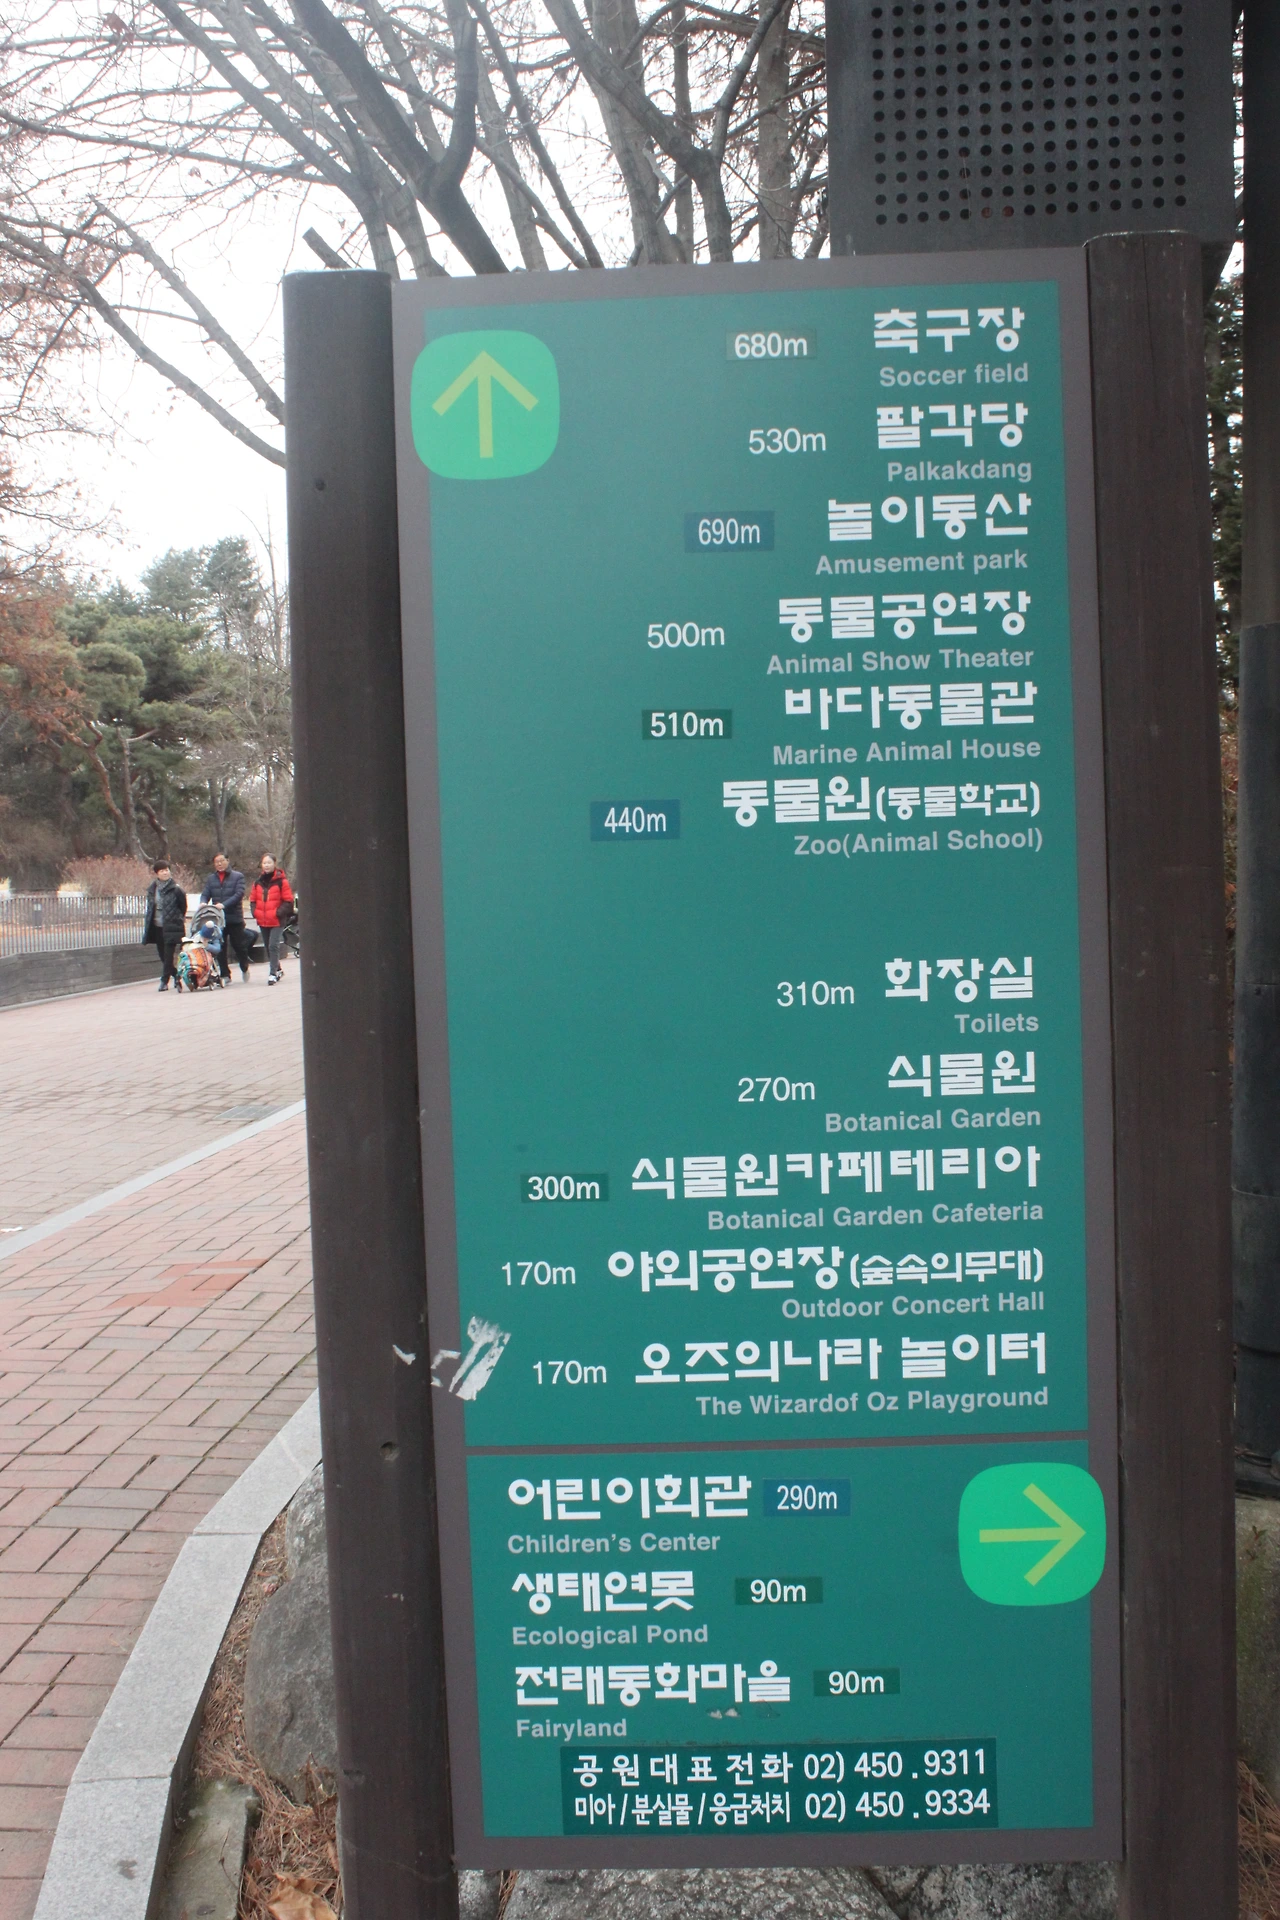 680m 축구장
Soccer field
530m 팔각당
Palkakdang
690m 놀이동산
Amusement park
500m 동물공연장
Animal Show Theater
510m 바다동물관
Marine Animal House
440m 동물원(동물학교)
Zoo(Animal School)
310m 화장실
Toilets
270m 식물원
Botanical Garden
300m 식물원카페테리아
Botanical Garden Cafeteria
170m 야외공연장(숲속의무대)
Outdoor Concert Hall
170m 오즈의나라 놀이터
The Wizardof Oz Playground
어린이회관 290m
Children's Center
생태연못 90m
Ecological Pond
전래동화마을 90m
Fairyland
공원대표전화 02) 450 . 9311
미아/분실물/응급처치 02) 450 . 9334